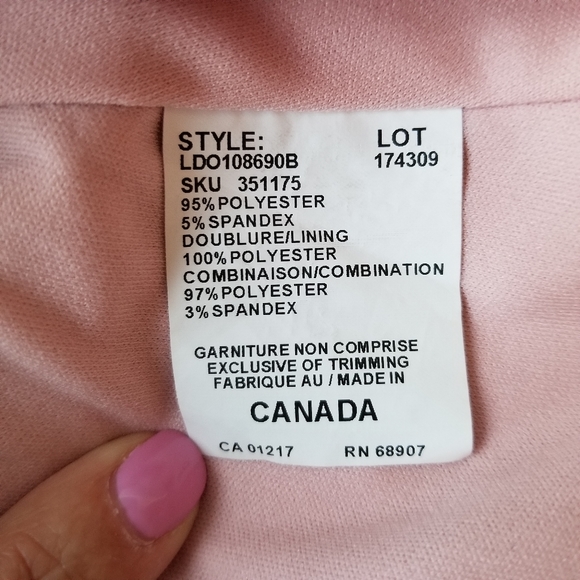 STYLE: LOT
LDO108690B 174309
SKU 351175
95% POLYESTER
5% SPANDEX
DOUBLURE/LINING
100% POLYESTER
COMBINAISON/COMBINATION
97% POLYESTER
3% SPANDEX
GARNITURE NON COMPRISE
EXCLUSIVE OF TRIMMING
FABRIQUE AU / MADE IN
CANADA
CA 01217 RN 68907